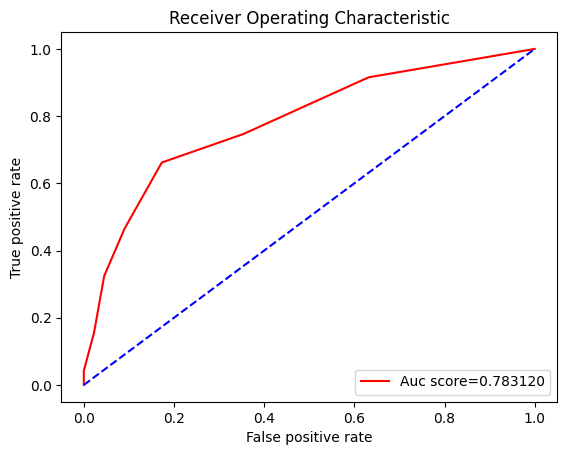 Receiver Operating Characteristic
1.0
0.8
0.6
0.4
0.2
0.0
True positive rate
Auc score=0.783120
0.0 0.2 0.4 0.6 0.8 1.0
False positive rate